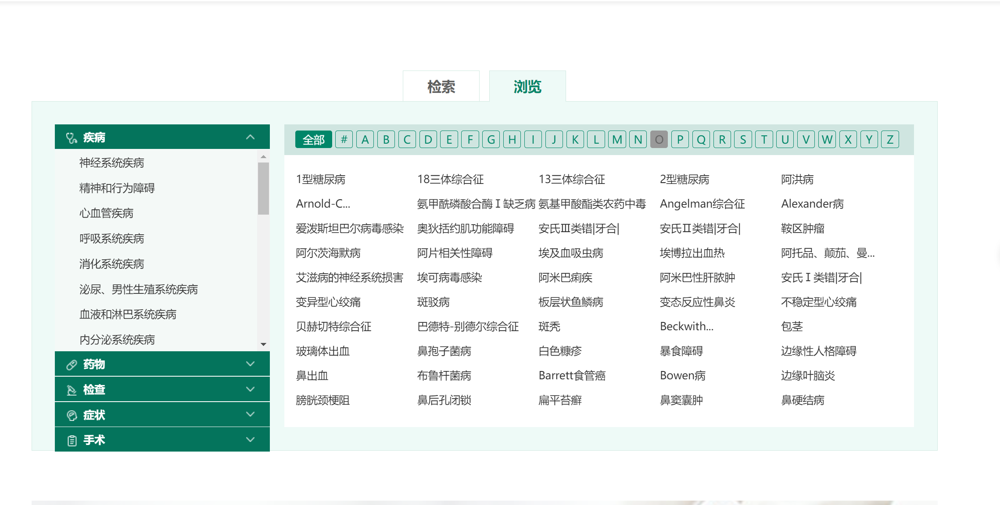 检索 浏览
疾病
神经系统疾病
精神和行为障碍
心血管疾病
呼吸系统疾病
消化系统疾病
泌尿、男性生殖系统疾病
血液和淋巴系统疾病
内分泌系统疾病
药物
检查
症状
手术
全部 # A B C D E F G H I J K L M N O P Q R S T U V W X Y Z
1型糖尿病 18三体综合征 13三体综合征 2型糖尿病 阿洪病
Arnold-C... 氨甲酰磷酸合酶Ⅰ缺乏病 氨基甲酸酯类农药中毒 Angelman综合征 Alexander病
爱泼斯坦巴尔病毒感染 奥狄括约肌功能障碍 安氏Ⅲ类错|牙合| 安氏Ⅱ类错|牙合| 鞍区肿瘤
阿尔茨海默病 阿片相关性障碍 埃及血吸虫病 埃博拉出血热 阿托品、颠茄、曼...
艾滋病的神经系统损害 埃可病毒感染 阿米巴痢疾 阿米巴性肝脓肿 安氏Ⅰ类错|牙合|
变异型心绞痛 斑驳病 板层状鱼鳞病 变态反应性鼻炎 不稳定型心绞痛
贝赫切特综合征 巴德特-别德尔综合征 斑秃 Beckwith... 包茎
玻璃体出血 鼻孢子菌病 白色糠疹 暴食障碍 边缘性人格障碍
鼻出血 布鲁杆菌病 Barrett食管癌 Bowen病 边缘叶脑炎
膀胱颈梗阻 鼻后孔闭锁 扁平苔癣 鼻窦囊肿 鼻硬结病